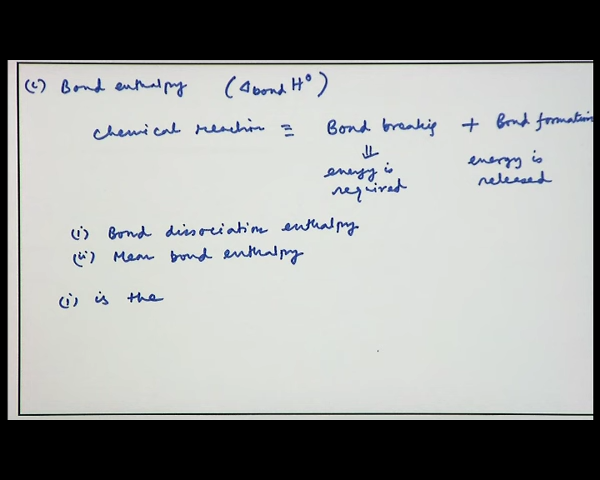 (c) Bond enthalpy (ΔbondH°)
Chemical reaction ≡ Bond breakig + Bond formation
⇓
energy is required
energy is released
(i) Bond dissociation enthalpy
(ii) Mean bond enthalpy
(i) is the